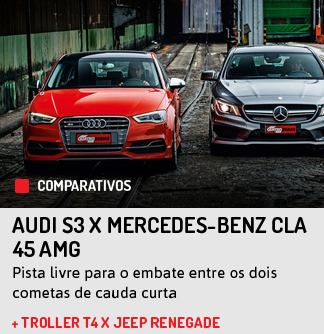 COMPARATIVOS
AUDI S3 X MERCEDES-BENZ CLA
45 AMG
Pista livre para o embate entre os dois
cometas de cauda curta
+ TROLLER T4 X JEEP RENEGADE